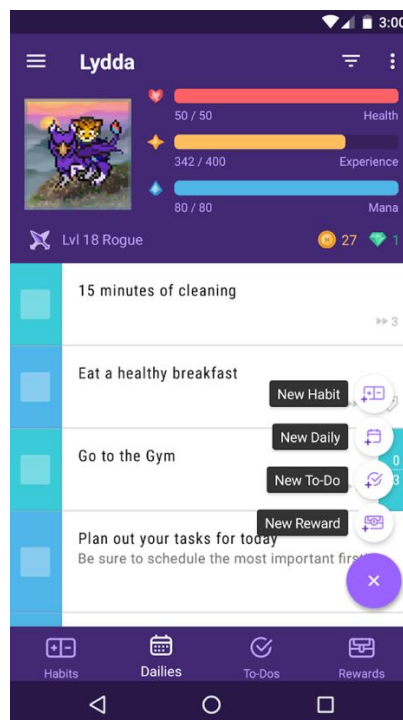 3:00
Lydda
50 / 50 Health
342 / 400 Experience
80 / 80 Mana
Lvl 18 Rogue 27 1
15 minutes of cleaning
3
Eat a healthy breakfast
New Habit
New Daily
Go to the Gym
0
New To-Do
3
New Reward
Plan out your tasks for today
Be sure to schedule the most important first
Habits Dailies To-Dos Rewards